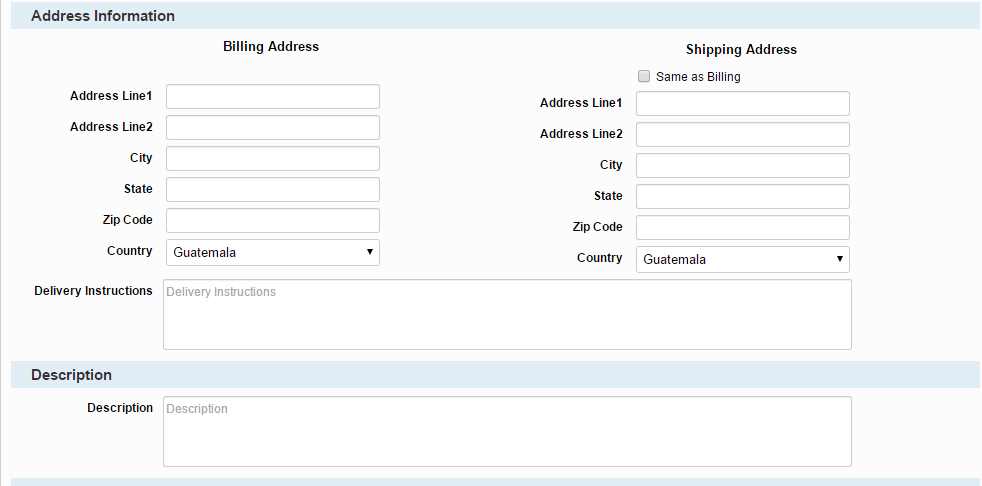 Address Information
Billing Address
Shipping Address
Same as Billing
Address Line1
Address Line1
Address Line2
Address Line2
City
City
State
State
Zip Code
Zip Code
Country Guatemala
Country Guatemala
Delivery Instructions Delivery Instructions
Description
Description Description